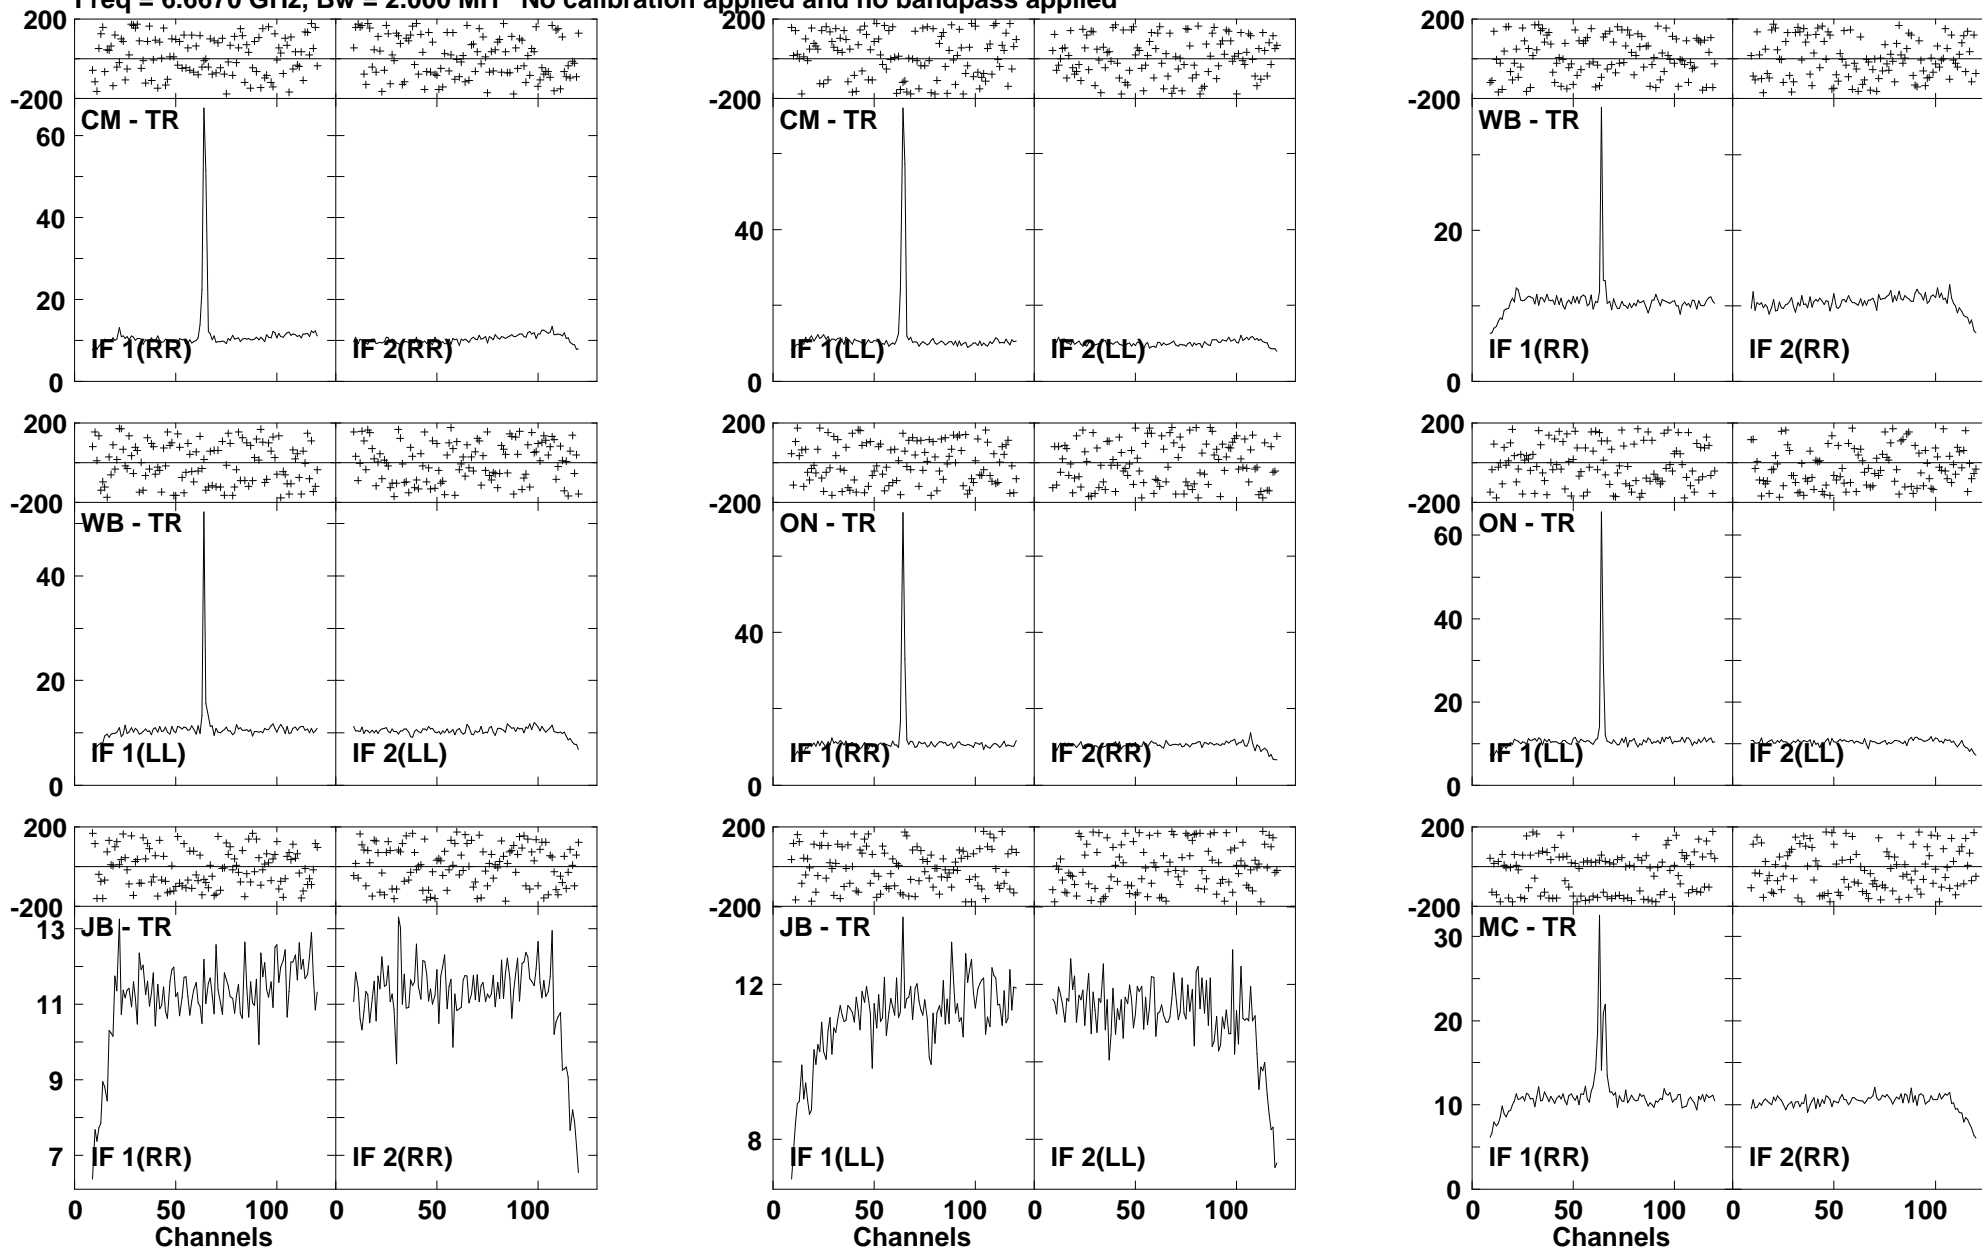 Freq = 6.6670 GHz, Bw = 2.000 MH No calibration applied and no bandpass applied
200 200 200
-200 -200 -200
CM - TR CM - TR WB - TR
60
40 40
20 20
0 0 0
IF 1(RR) IF 2(RR) IF 1(LL) IF 2(LL) IF 1(RR) IF 2(RR)
200 200 200
-200 -200 -200
WB - TR ON - TR ON - TR
60
40 40 40
20 20
0 0 0
IF 1(LL) IF 2(LL) IF 1(RR) IF 2(RR) IF 1(LL) IF 2(LL)
200 200 200
-200 -200 -200
JB - TR JB - TR MC - TR
13 30
12
11 20
9 10
8
7
0
IF 1(RR) IF 2(RR) IF 1(LL) IF 2(LL) IF 1(RR) IF 2(RR)
0 50 100 0 50 100 0 50 100 0 50 100 0 50 100 0 50 100
Channels Channels Channels